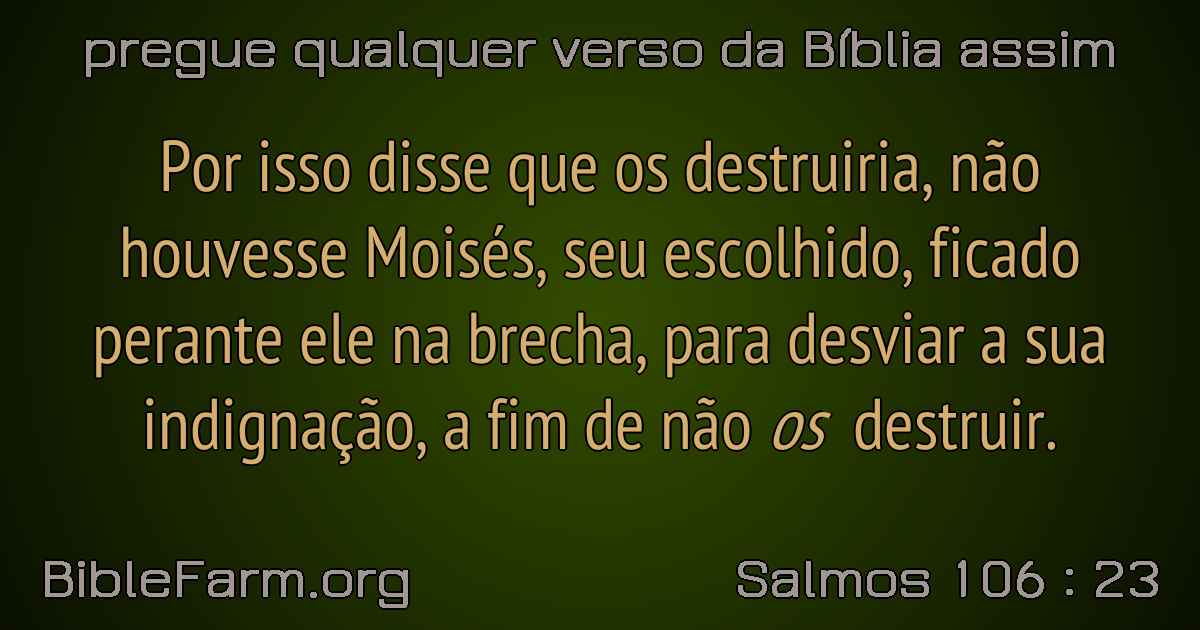 pregue qualquer verso da Bíblia assim
Por isso disse que os destruiria, não
houvesse Moisés, seu escolhido, ficado
perante ele na brecha, para desviar a sua
indignação, a fim de não os destruir.
BibleFarm.org
Salmos 106 : 23